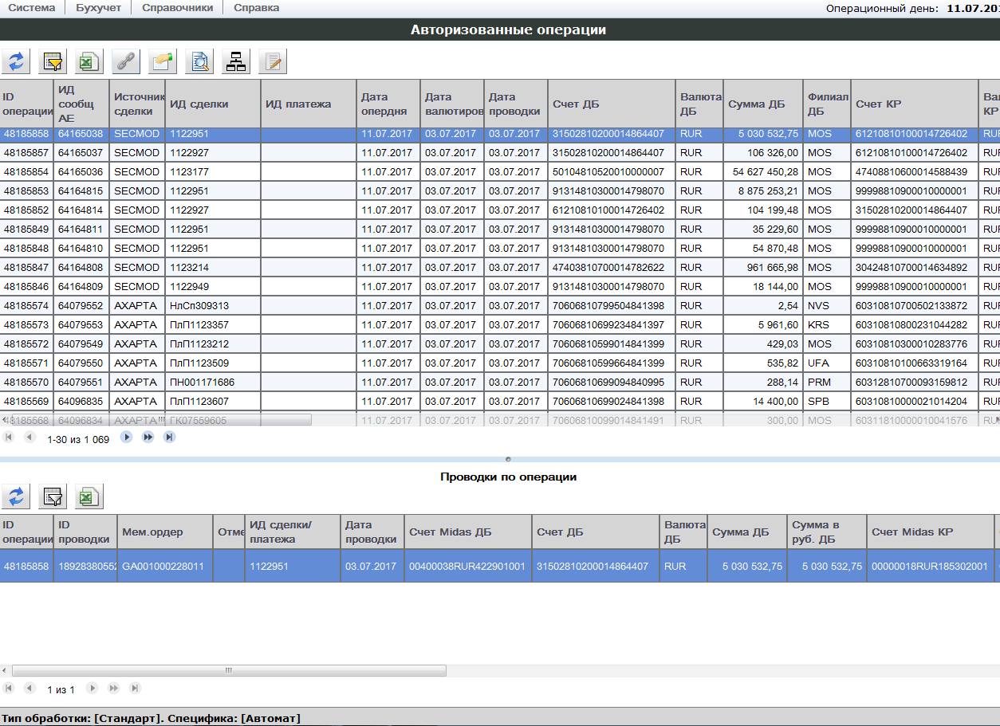 Система Бухучет Справочники Справка Операционный день: 11.07.201
Авторизованные операции
ID операции ИД сообщ АЕ Источник сделки ИД сделки ИД платежа Дата опердня Дата валютиров Дата проводки Счет ДБ Валюта ДБ Сумма ДБ Филиал ДБ Счет КР Вал КР
48185858 64165038 SECMOD 1122951 11.07.2017 03.07.2017 03.07.2017 31502810200014864407 RUR 5 030 532,75 MOS 61210810100014726402 RUR
48185857 64165037 SECMOD 1122927 11.07.2017 03.07.2017 03.07.2017 31502810200014864407 RUR 106 326,00 MOS 61210810100014726402 RUR
48185854 64165036 SECMOD 1123177 11.07.2017 03.07.2017 03.07.2017 50104810520010000007 RUR 54 627 450,28 MOS 47408810600014588439 RUR
48185853 64164815 SECMOD 1122951 11.07.2017 03.07.2017 03.07.2017 91314810300014798070 RUR 8 875 253,21 MOS 99998810900010000001 RUR
48185852 64164814 SECMOD 1122927 11.07.2017 03.07.2017 03.07.2017 61210810100014726402 RUR 104 199,48 MOS 31502810200014864407 RUR
48185849 64164811 SECMOD 1122951 11.07.2017 03.07.2017 03.07.2017 91314810300014798070 RUR 35 229,60 MOS 99998810900010000001 RUR
48185848 64164810 SECMOD 1122951 11.07.2017 03.07.2017 03.07.2017 91314810300014798070 RUR 54 870,48 MOS 99998810900010000001 RUR
48185847 64164808 SECMOD 1123214 11.07.2017 03.07.2017 03.07.2017 47403810700014782622 RUR 961 665,98 MOS 30424810700014634892 RUR
48185846 64164809 SECMOD 1122949 11.07.2017 03.07.2017 03.07.2017 91314810300014798070 RUR 18 144,00 MOS 99998810900010000001 RUR
48185574 64079552 AXAPTA НлСп309313 11.07.2017 03.07.2017 03.07.2017 70606810799504841398 RUR 2,54 NVS 60310810700502133872 RUR
48185573 64079553 AXAPTA ПлП1123357 11.07.2017 03.07.2017 03.07.2017 70606810699234841397 RUR 5 961,60 KRS 60310810800231044282 RUR
48185572 64079549 AXAPTA ПлП1123212 11.07.2017 03.07.2017 03.07.2017 70606810599014841399 RUR 429,03 MOS 60310810300010283776 RUR
48185571 64079550 AXAPTA ПлП1123509 11.07.2017 03.07.2017 03.07.2017 70606810599664841399 RUR 535,82 UFA 60310810100663319164 RUR
48185570 64079551 AXAPTA ПН001171686 11.07.2017 03.07.2017 03.07.2017 70606810699094840995 RUR 288,14 PRM 60312810700093159812 RUR
48185569 64096835 AXAPTA ПлП1123607 11.07.2017 03.07.2017 03.07.2017 70606810699024841398 RUR 14 400,00 SPB 60310810000021014204 RUR
48185568 64096834 AXAPTA ГК07559605 11.07.2017 03.07.2017 03.07.2017 70606810099014841491 RUR 300,00 MOS 60311810000010041576 RUR
1-30 из 1 069
Проводки по операции
ID операции ID проводки Мем.ордер Отме ИД сделки/ платежа Дата проводки Счет Midas ДБ Счет ДБ Валюта ДБ Сумма ДБ Сумма в руб. ДБ Счет Midas КР
48185858 18928380552 GA001000228011 1122951 03.07.2017 00400038RUR422901001 31502810200014864407 RUR 5 030 532,75 5 030 532,75 00000018RUR185302001
1 из 1
Тип обработки: [Стандарт]. Специфика: [Автомат]